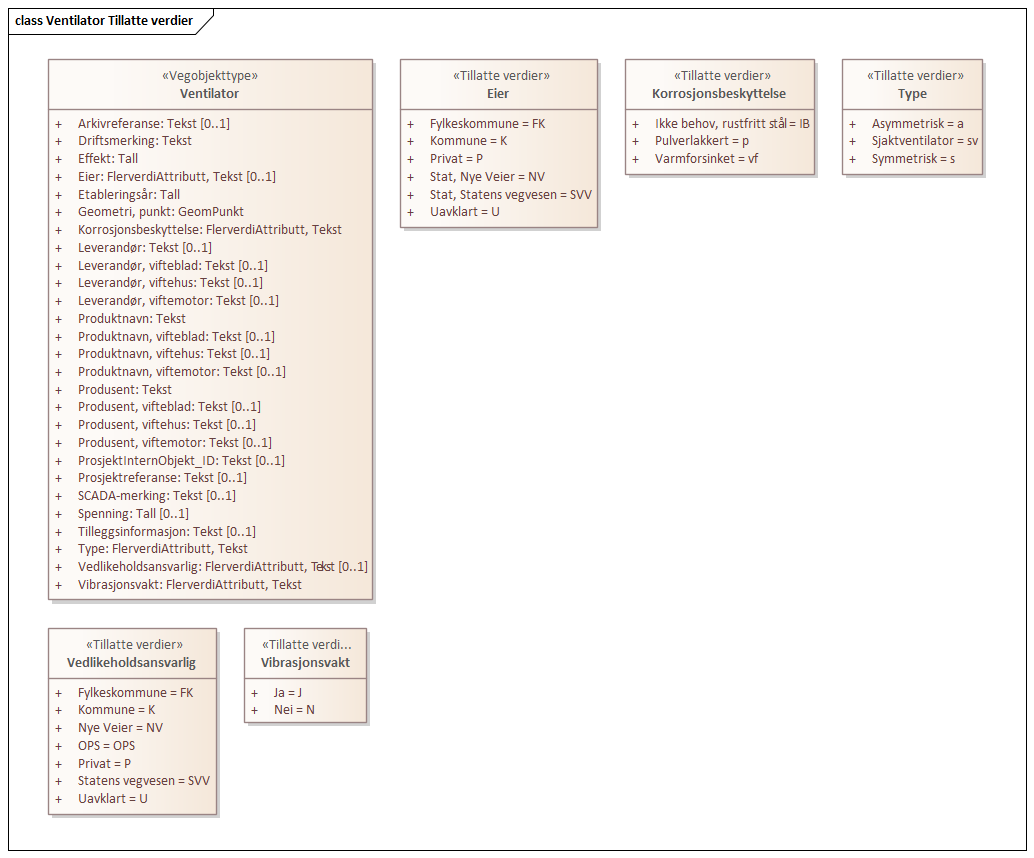 class Ventilator Tillatte verdier
«Vegobjekttype»
Ventilator
+ Arkivreferanse: Tekst [0..1]
+ Driftsmerking: Tekst
+ Effekt: Tall
+ Eier: FlerverdiAttributt, Tekst [0..1]
+ Etableringsår: Tall
+ Geometri, punkt: GeomPunkt
+ Korrosjonsbeskyttelse: FlerverdiAttributt, Tekst
+ Leverandør: Tekst [0..1]
+ Leverandør, vifteblad: Tekst [0..1]
+ Leverandør, viftehus: Tekst [0..1]
+ Leverandør, viftemotor: Tekst [0..1]
+ Produktnavn: Tekst
+ Produktnavn, vifteblad: Tekst [0..1]
+ Produktnavn, viftehus: Tekst [0..1]
+ Produktnavn, viftemotor: Tekst [0..1]
+ Produsent: Tekst
+ Produsent, vifteblad: Tekst [0..1]
+ Produsent, viftehus: Tekst [0..1]
+ Produsent, viftemotor: Tekst [0..1]
+ ProsjektInternObjekt_ID: Tekst [0..1]
+ Prosjektreferanse: Tekst [0..1]
+ SCADA-merking: Tekst [0..1]
+ Spenning: Tall [0..1]
+ Tilleggsinformasjon: Tekst [0..1]
+ Type: FlerverdiAttributt, Tekst
+ Vedlikeholdsansvarlig: FlerverdiAttributt, Tekst [0..1]
+ Vibrasjonsvakt: FlerverdiAttributt, Tekst
«Tillatte verdier»
Eier
+ Fylkeskommune = FK
+ Kommune = K
+ Privat = P
+ Stat, Nye Veier = NV
+ Stat, Statens vegvesen = SVV
+ Uavklart = U
«Tillatte verdier»
Korrosjonsbeskyttelse
+ Ikke behov, rustfritt stål = IB
+ Pulverlakkert = p
+ Varmforsinket = vf
«Tillatte verdier»
Type
+ Asymmetrisk = a
+ Sjaktventilator = sv
+ Symmetrisk = s
«Tillatte verdier»
Vedlikeholdsansvarlig
+ Fylkeskommune = FK
+ Kommune = K
+ Nye Veier = NV
+ OPS = OPS
+ Privat = P
+ Statens vegvesen = SVV
+ Uavklart = U
«Tillatte verdi...
Vibrasjonsvakt
+ Ja = J
+ Nei = N